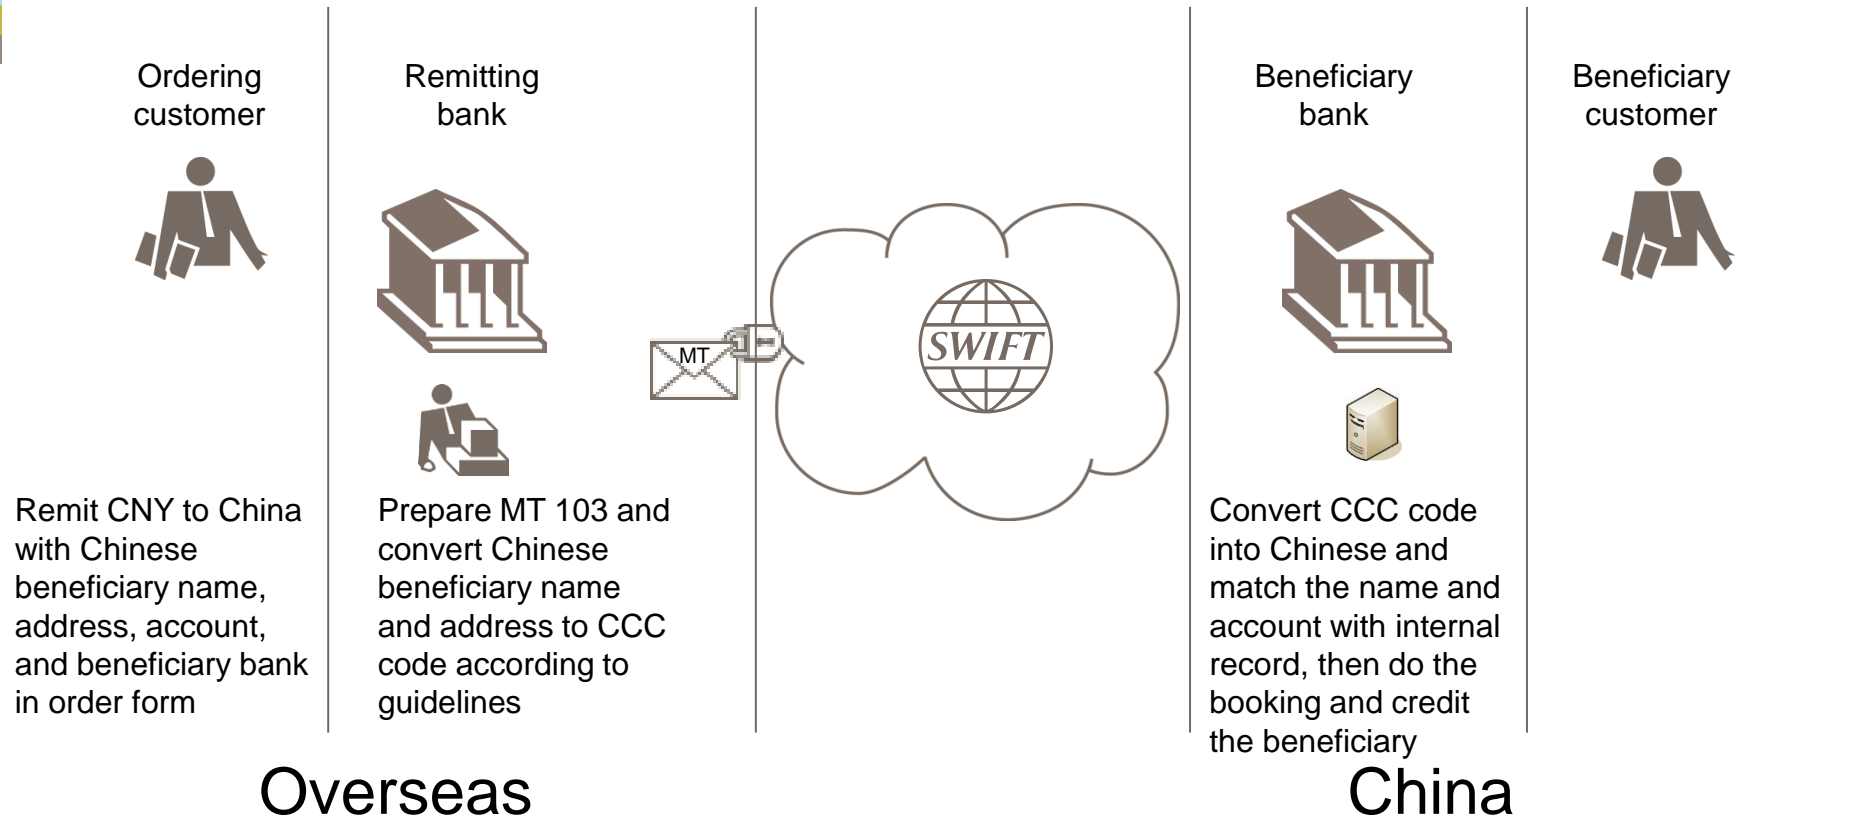 Ordering
customer
Remitting
bank
Beneficiary
bank
Beneficiary
customer
MT
SWIFT
Remit CNY to China
with Chinese
beneficiary name,
address, account,
and beneficiary bank
in order form
Prepare MT 103 and
convert Chinese
beneficiary name
and address to CCC
code according to
guidelines
Convert CCC code
into Chinese and
match the name and
account with internal
record, then do the
booking and credit
the beneficiary
Overseas
China